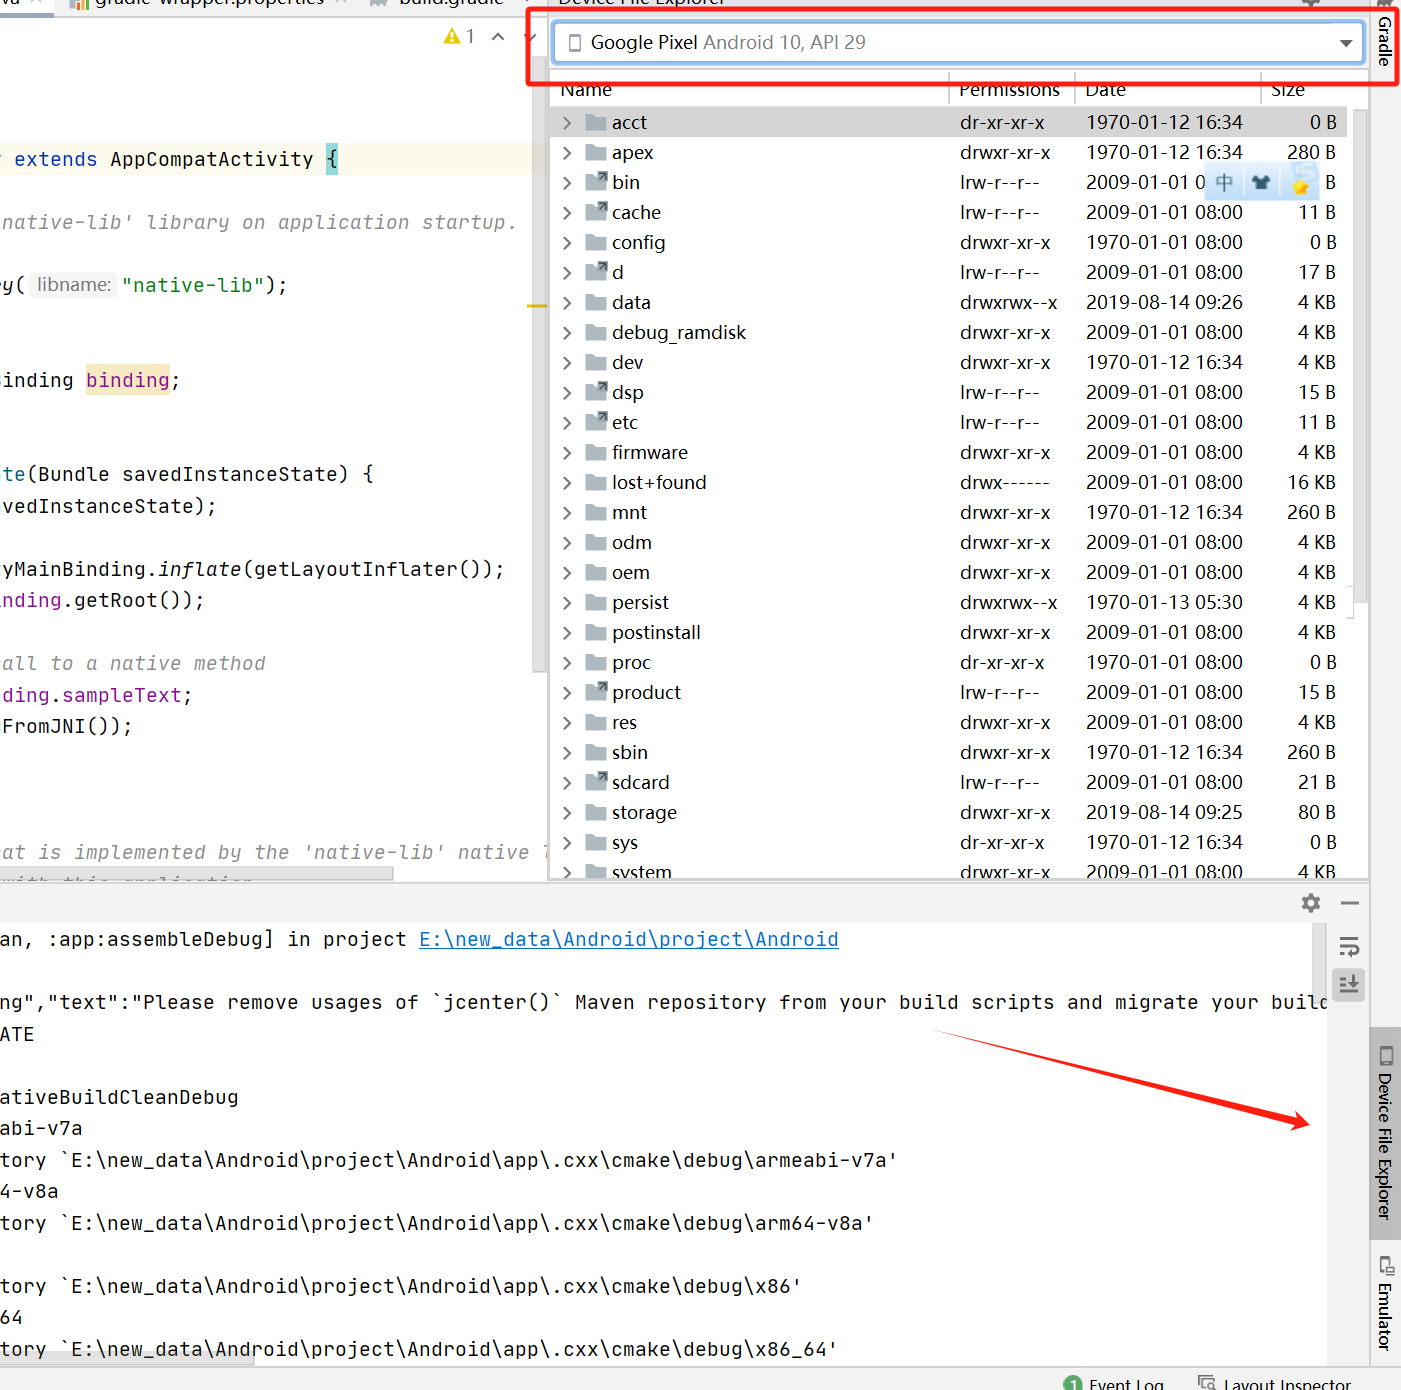 gradle-wrapper.properties
build.gradle
Device File Explorer
1
Google Pixel Android 10, API 29
Gradle
Name Permissions Date Size
acct dr-xr-xr-x 1970-01-12 16:34 0 B
apex drwxr-xr-x 1970-01-12 16:34 280 B
bin lrw-r--r-- 2009-01-01 0 中 B
cache lrw-r--r-- 2009-01-01 08:00 11 B
config drwxr-xr-x 1970-01-01 08:00 0 B
d lrw-r--r-- 2009-01-01 08:00 17 B
data drwxrwx--x 2019-08-14 09:26 4 KB
debug_ramdisk drwxr-xr-x 2009-01-01 08:00 4 KB
dev drwxr-xr-x 1970-01-12 16:34 4 KB
dsp lrw-r--r-- 2009-01-01 08:00 15 B
etc lrw-r--r-- 2009-01-01 08:00 11 B
firmware drwxr-xr-x 2009-01-01 08:00 4 KB
lost+found drwx------ 2009-01-01 08:00 16 KB
mnt drwxr-xr-x 1970-01-12 16:34 260 B
odm drwxr-xr-x 2009-01-01 08:00 4 KB
oem drwxr-xr-x 2009-01-01 08:00 4 KB
persist drwxrwx--x 1970-01-13 05:30 4 KB
postinstall drwxr-xr-x 2009-01-01 08:00 4 KB
proc dr-xr-xr-x 1970-01-01 08:00 0 B
product lrw-r--r-- 2009-01-01 08:00 15 B
res drwxr-xr-x 2009-01-01 08:00 4 KB
sbin drwxr-xr-x 1970-01-12 16:34 260 B
sdcard lrw-r--r-- 2009-01-01 08:00 21 B
storage drwxr-xr-x 2019-08-14 09:25 80 B
sys dr-xr-xr-x 1970-01-12 16:34 0 B
system drwxr-xr-x 2009-01-01 08:00 4 KB
extends AppCompatActivity {
native-lib' library on application startup.
y( libname: "native-lib");
inding binding;
te(Bundle savedInstanceState) {
vedInstanceState);
yMainBinding.inflate(getLayoutInflater());
nding.getRoot());
all to a native method
ding.sampleText;
FromJNI());
at is implemented by the 'native-lib' native l
with this application
an, :app:assembleDebug] in project E:\new_data\Android\project\Android
ng","text":"Please remove usages of `jcenter()` Maven repository from your build scripts and migrate your build
ATE
ativeBuildCleanDebug
abi-v7a
tory `E:\new_data\Android\project\Android\app\.cxx\cmake\debug\armeabi-v7a'
4-v8a
tory `E:\new_data\Android\project\Android\app\.cxx\cmake\debug\arm64-v8a'
tory `E:\new_data\Android\project\Android\app\.cxx\cmake\debug\x86'
64
tory `E:\new_data\Android\project\Android\app\.cxx\cmake\debug\x86_64'
Device File Explorer
Emulator
1 Event Log
Layout Inspector